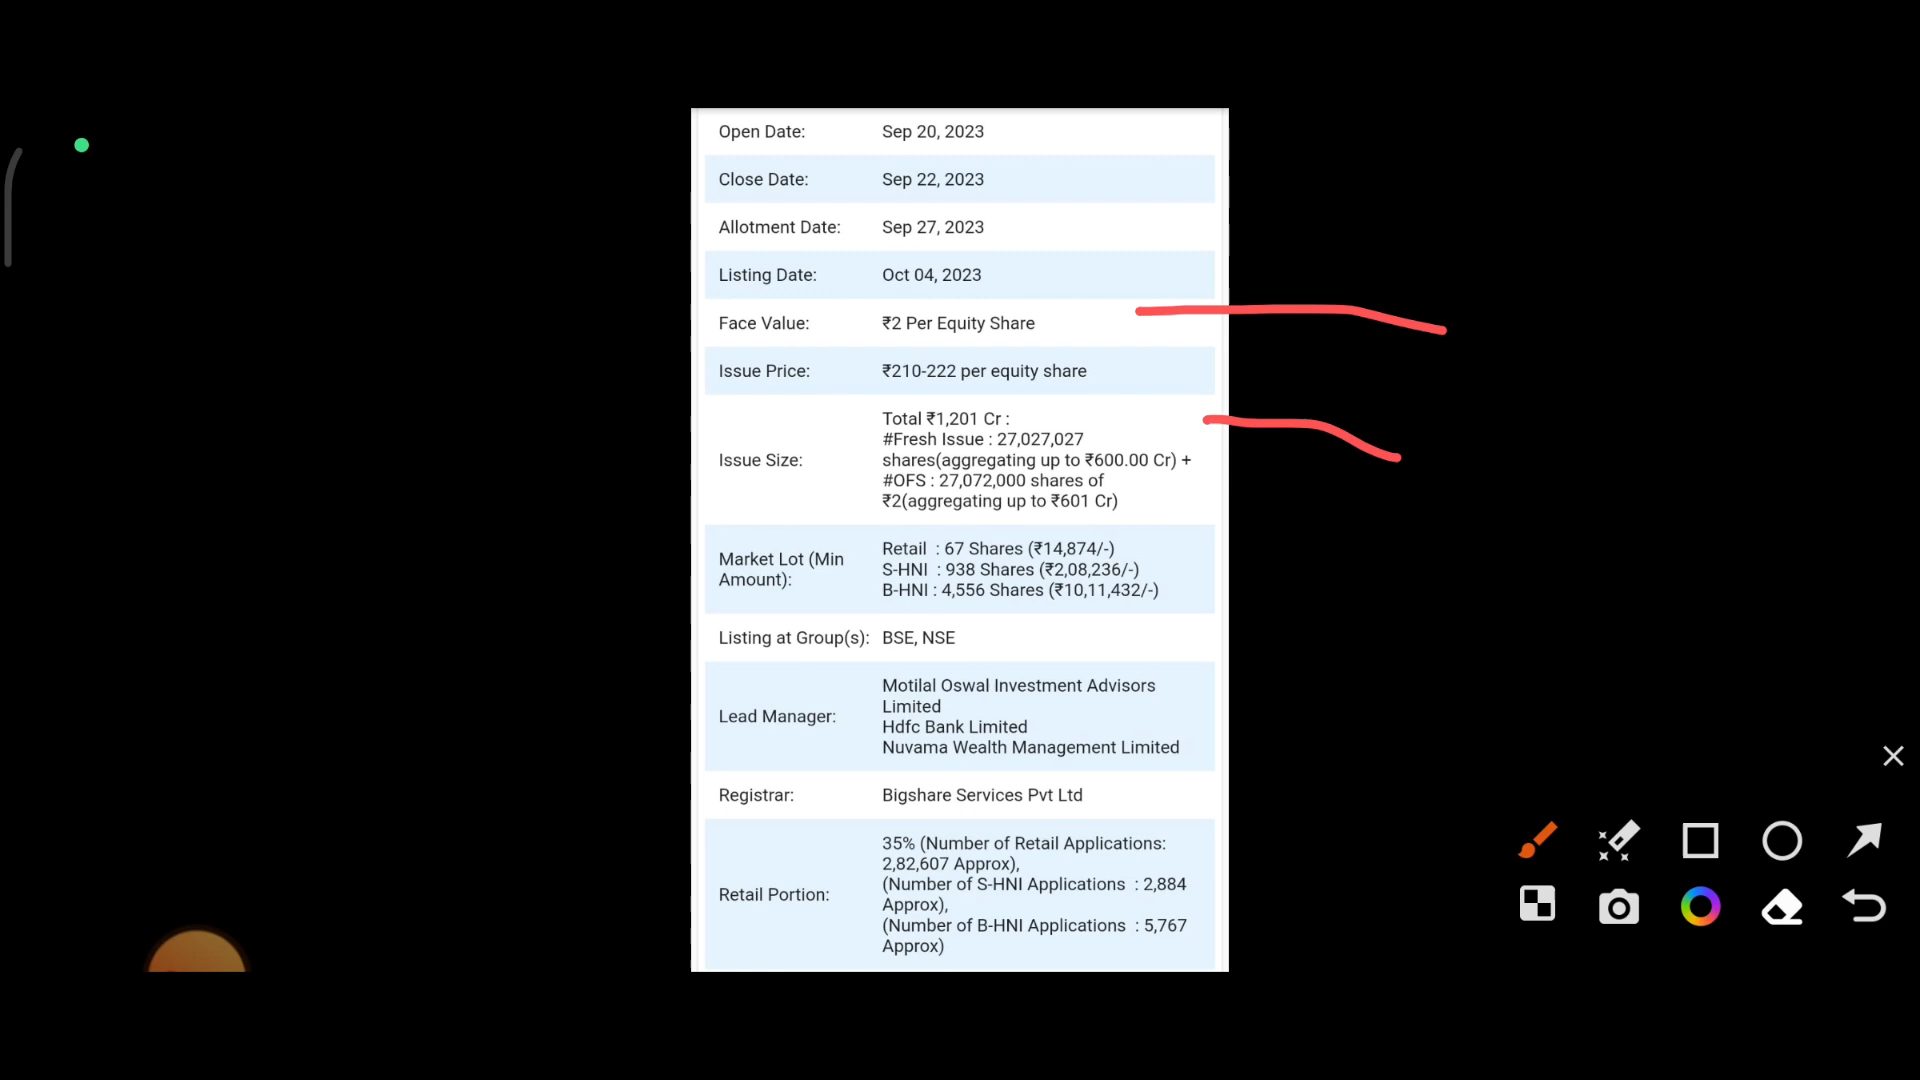 Open Date: Sep 20, 2023
Close Date: Sep 22, 2023
Allotment Date: Sep 27, 2023
Listing Date: Oct 04, 2023
Face Value: ₹2 Per Equity Share
Issue Price: ₹210-222 per equity share
Issue Size:
Total ₹1,201 Cr :
#Fresh Issue : 27,027,027
shares(aggregating up to ₹600.00 Cr) +
#OFS : 27,072,000 shares of
₹2(aggregating up to ₹601 Cr)
Market Lot (Min
Amount):
Retail : 67 Shares (₹14,874/-)
S-HNI : 938 Shares (₹2,08,236/-)
B-HNI : 4,556 Shares (₹10,11,432/-)
Listing at Group(s): BSE, NSE
Lead Manager:
Motilal Oswal Investment Advisors
Limited
Hdfc Bank Limited
Nuvama Wealth Management Limited
Registrar: Bigshare Services Pvt Ltd
Retail Portion:
35% (Number of Retail Applications:
2,82,607 Approx),
(Number of S-HNI Applications : 2,884
Approx),
(Number of B-HNI Applications : 5,767
Approx)